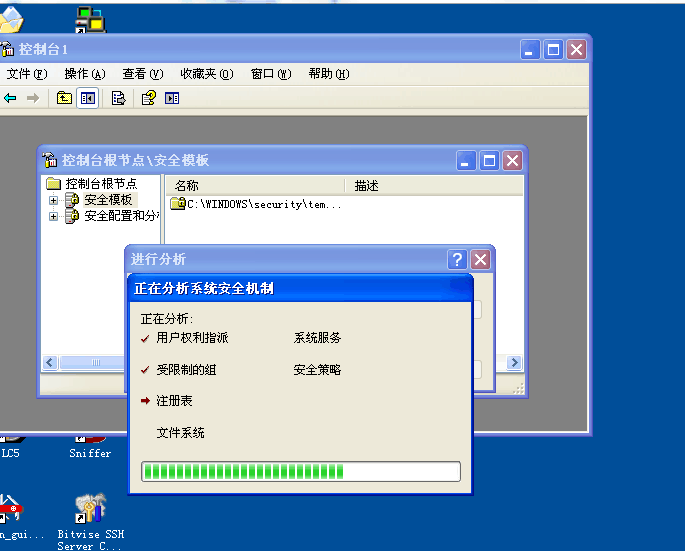 控制台1
文件(F) 操作(A) 查看(V) 收藏夹(O) 窗口(W) 帮助(H)
控制台根节点\安全模板
控制台根节点
安全模板
安全配置和分
名称 描述
C:\WINDOWS\security\tem...
进行分析
正在分析系统安全机制
正在分析:
用户权利指派 系统服务
受限制的组 安全策略
注册表
文件系统
LC5 Sniffer
n_gui... Bitvise SSH
Server C...